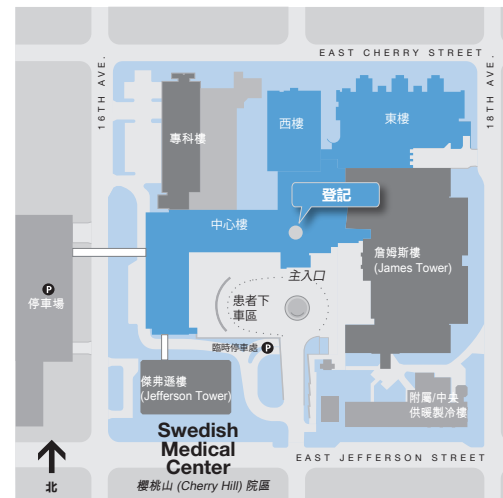 EAST CHERRY STREET
16TH AVE.
18TH AVE.
西樓
東樓
專科樓
登記
中心樓
主入口
詹姆斯樓
(James Tower)
P
停車場
患者下
車區
臨時停車處 P
傑弗遜樓
(Jefferson Tower)
附屬/中央
供暖製冷樓
Swedish
Medical
Center
EAST JEFFERSON STREET
北
櫻桃山 (Cherry Hill) 院區